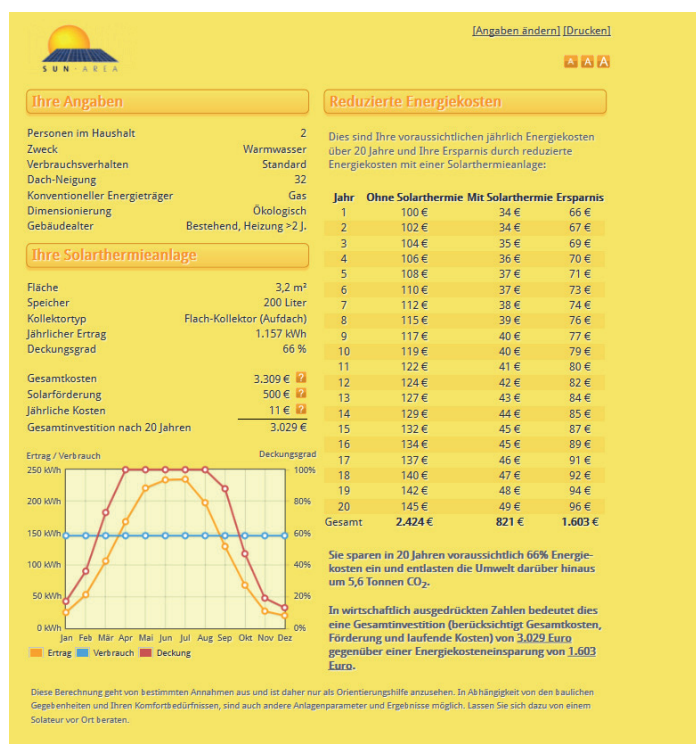 [Angaben ändern] [Drucken]
SUN-AREA
A A A
Ihre Angaben
Personen im Haushalt 2
Zweck Warmwasser
Verbrauchsverhalten Standard
Dach-Neigung 32
Konventioneller Energieträger Gas
Dimensionierung Ökologisch
Gebäudealter Bestehend, Heizung >2 J.
Ihre Solarthermieanlage
Fläche 3,2 m²
Speicher 200 Liter
Kollektortyp Flach-Kollektor (Aufdach)
Jährlicher Ertrag 1.157 kWh
Deckungsgrad 66 %
Gesamtkosten 3.309 € ?
Solarförderung 500 € ?
Jährliche Kosten 11 € ?
Gesamtinvestition nach 20 Jahren 3.029 €
Ertrag / Verbrauch Deckungsgrad
250 kWh 100%
200 kWh 80%
150 kWh 60%
100 kWh 40%
50 kWh 20%
0 kWh 0%
Jan Feb Mär Apr Mai Jun Jul Aug Sep Okt Nov Dez
Ertrag Verbrauch Deckung
Reduzierte Energiekosten
Dies sind Ihre voraussichtlichen jährlich Energiekosten
über 20 Jahre und Ihre Ersparnis durch reduzierte
Energiekosten mit einer Solarthermieanlage:
Jahr Ohne Solarthermie Mit Solarthermie Ersparnis
1 100 € 34 € 66 €
2 102 € 34 € 67 €
3 104 € 35 € 69 €
4 106 € 36 € 70 €
5 108 € 37 € 71 €
6 110 € 37 € 73 €
7 112 € 38 € 74 €
8 115 € 39 € 76 €
9 117 € 40 € 77 €
10 119 € 40 € 79 €
11 122 € 41 € 80 €
12 124 € 42 € 82 €
13 127 € 43 € 84 €
14 129 € 44 € 85 €
15 132 € 45 € 87 €
16 134 € 45 € 89 €
17 137 € 46 € 91 €
18 140 € 47 € 92 €
19 142 € 48 € 94 €
20 145 € 49 € 96 €
Gesamt 2.424 € 821 € 1.603 €
Sie sparen in 20 Jahren voraussichtlich 66% Energie-
kosten ein und entlasten die Umwelt darüber hinaus
um 5,6 Tonnen CO₂.
In wirtschaftlich ausgedrückten Zahlen bedeutet dies
eine Gesamtinvestition (berücksichtigt Gesamtkosten,
Förderung und laufende Kosten) von 3.029 Euro
gegenüber einer Energiekosteneinsparung von 1.603
Euro.
Diese Berechnung geht von bestimmten Annahmen aus und ist daher nur als Orientierungshilfe anzusehen. In Abhängigkeit von den baulichen
Gegebenheiten und Ihren Komfortbedürfnissen, sind auch andere Anlagenparameter und Ergebnisse möglich. Lassen Sie sich dazu von einem
Solateur vor Ort beraten.